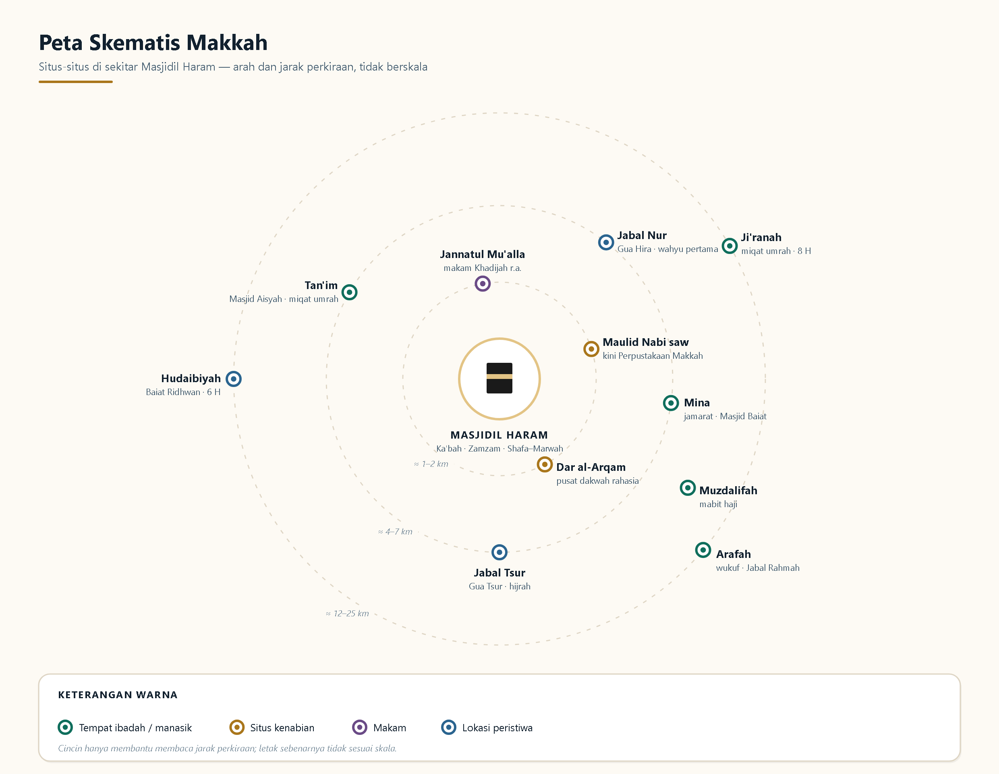 Peta Skematis Makkah
Situs-situs di sekitar Masjidil Haram — arah dan jarak perkiraan, tidak berskala
Jabal Nur
Gua Hira · wahyu pertama
Ji'ranah
miqat umrah · 8 H
Jannatul Mu'alla
makam Khadijah r.a.
Tan'im
Masjid Aisyah · miqat umrah
Maulid Nabi saw
kini Perpustakaan Makkah
Hudaibiyah
Baiat Ridhwan · 6 H
Mina
jamarat · Masjid Baiat
MASJIDIL HARAM
Ka'bah · Zamzam · Shafa–Marwah
≈ 1–2 km
Dar al-Arqam
pusat dakwah rahasia
Muzdalifah
mabit haji
≈ 4–7 km
Arafah
wukuf · Jabal Rahmah
Jabal Tsur
Gua Tsur · hijrah
≈ 12–25 km
KETERANGAN WARNA
Tempat ibadah / manasik
Situs kenabian
Makam
Lokasi peristiwa
Cincin hanya membantu membaca jarak perkiraan; letak sebenarnya tidak sesuai skala.